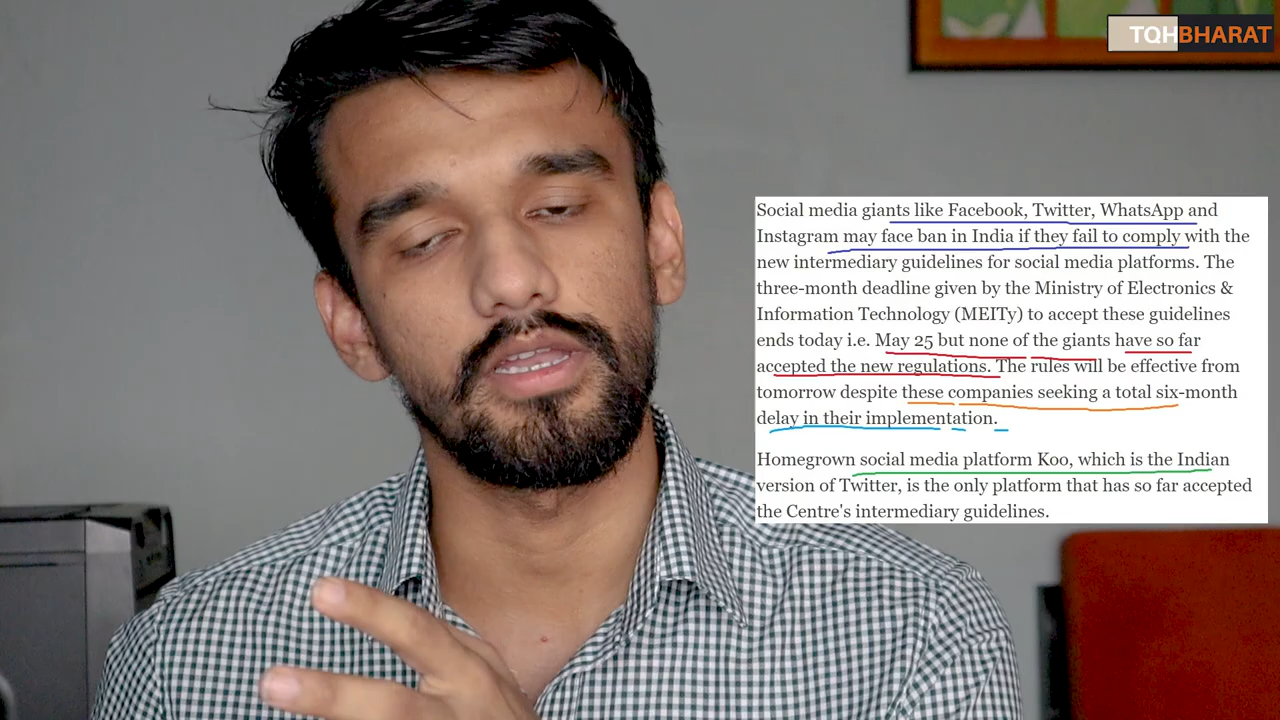 TQHBHARAT
Social media giants like Facebook, Twitter, WhatsApp and
Instagram may face ban in India if they fail to comply with the
new intermediary guidelines for social media platforms. The
three-month deadline given by the Ministry of Electronics &
Information Technology (MEITy) to accept these guidelines
ends today i.e. May 25 but none of the giants have so far
accepted the new regulations. The rules will be effective from
tomorrow despite these companies seeking a total six-month
delay in their implementation.
Homegrown social media platform Koo, which is the Indian
version of Twitter, is the only platform that has so far accepted
the Centre's intermediary guidelines.